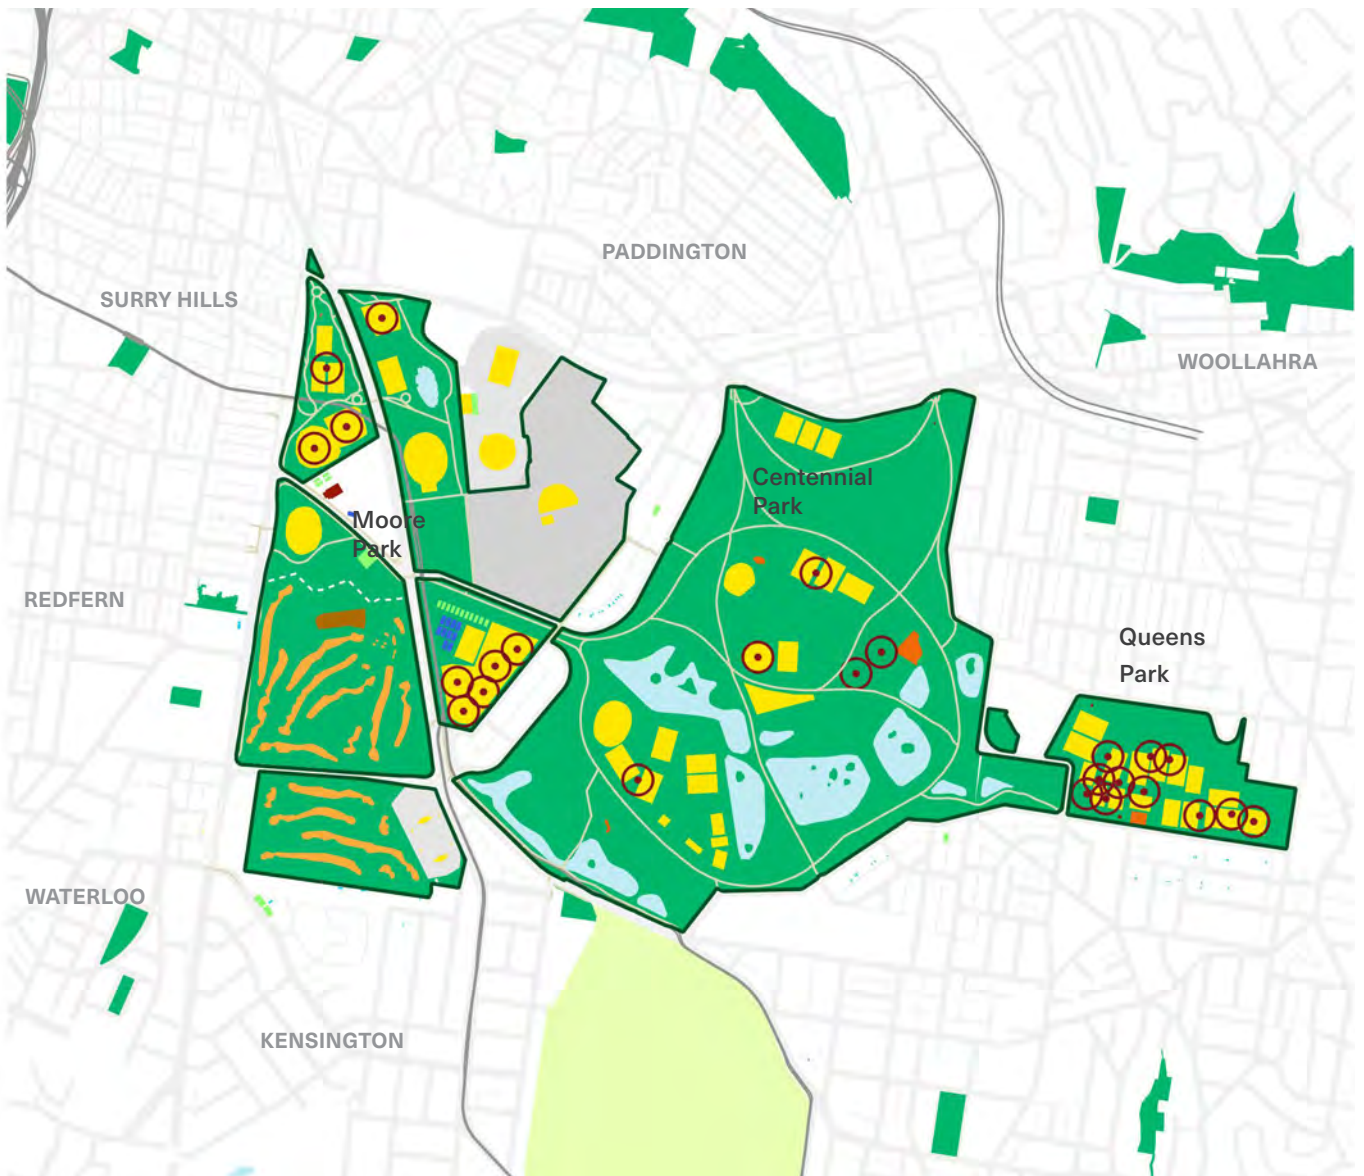 PADDINGTON
SURRY HILLS
WOOLLAHRA
Centennial
Park
Moore
Park
REDFERN
Queens
Park
WATERLOO
KENSINGTON